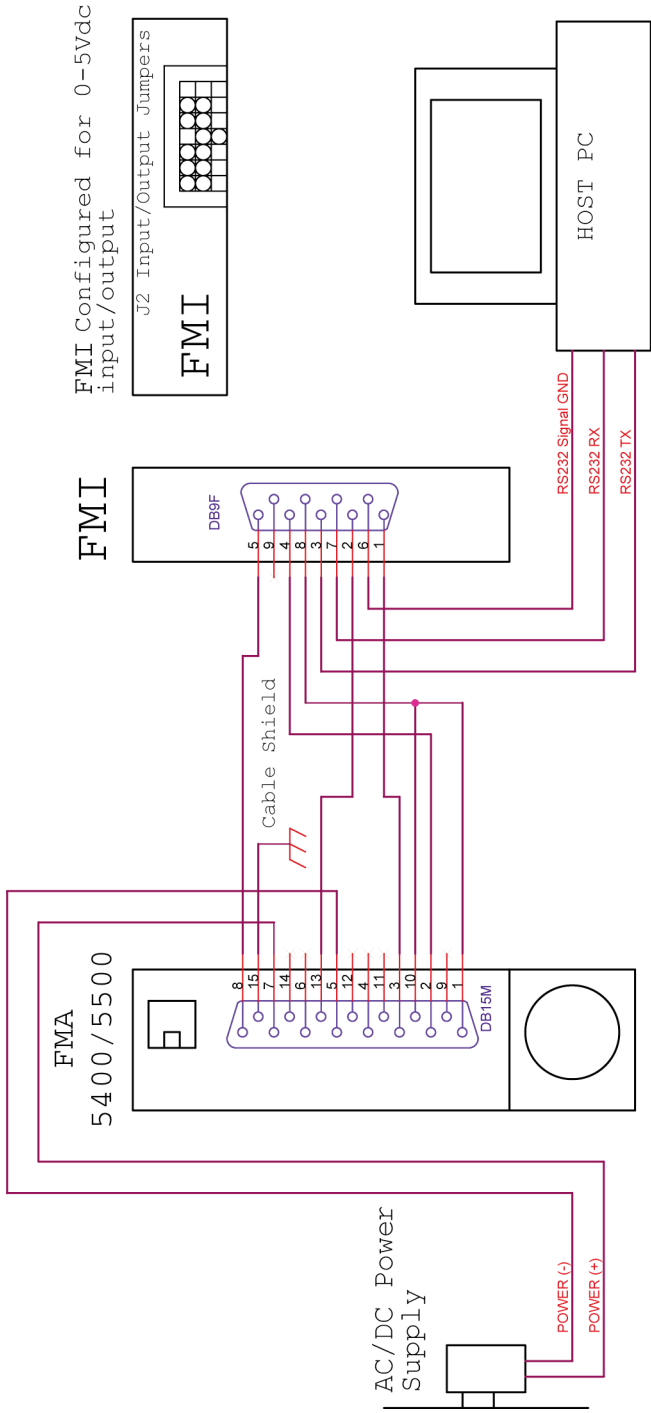 FMI Configured for 0-5Vdc
input/output
J2 Input/Output Jumpers
FMI
HOST PC
FMI
DB9F
5
9
4
8
3
7
2
6
1
RS232 Signal GND
RS232 RX
RS232 TX
Cable Shield
FMA
5400/5500
8
15
7
14
6
13
5
12
4
11
3
10
2
9
1
DB15M
AC/DC Power
Supply
POWER (-)
POWER (+)